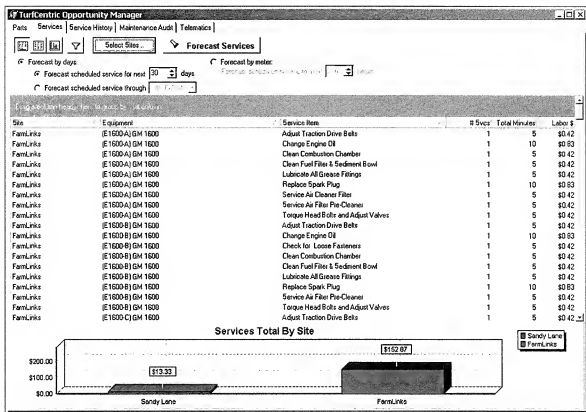 TurfCentric Opportunity Manager
Parts Services Service History Maintenance Audit Telematics
Select Sites... Forecast Services
Forecast by days: Forecast by meter:
Forecast scheduled service for next 30 days
Forecast scheduled service through
Site Equipment Service Item # Svcs Total Minutes Labor $
FarmLinks (E1600-A) GM 1600 Adjust Traction Drive Belts 1 5 $0.42
FarmLinks (E1600-A) GM 1600 Change Engine Oil 1 10 $0.83
FarmLinks (E1600-A) GM 1600 Clean Combustion Chamber 1 5 $0.42
FarmLinks (E1600-A) GM 1600 Clean Fuel Filter & Sediment Bowl 1 5 $0.42
FarmLinks (E1600-A) GM 1600 Lubricate All Grease Fittings 1 5 $0.42
FarmLinks (E1600-A) GM 1600 Replace Spark Plug 1 10 $0.83
FarmLinks (E1600-A) GM 1600 Service Air Cleaner Filter 1 5 $0.42
FarmLinks (E1600-A) GM 1600 Service Air Filter Pre-Cleaner 1 5 $0.42
FarmLinks (E1600-A) GM 1600 Torque Head Bolts and Adjust Valves 1 5 $0.42
FarmLinks (E1600-B) GM 1600 Adjust Traction Drive Belts 1 5 $0.42
FarmLinks (E1600-B) GM 1600 Change Engine Oil 1 10 $0.83
FarmLinks (E1600-B) GM 1600 Check for Loose Fasteners 1 5 $0.42
FarmLinks (E1600-B) GM 1600 Clean Combustion Chamber 1 5 $0.42
FarmLinks (E1600-B) GM 1600 Clean Fuel Filter & Sediment Bowl 1 5 $0.42
FarmLinks (E1600-B) GM 1600 Lubricate All Grease Fittings 1 5 $0.42
FarmLinks (E1600-B) GM 1600 Replace Spark Plug 1 10 $0.83
FarmLinks (E1600-B) GM 1600 Service Air Filter Pre-Cleaner 1 5 $0.42
FarmLinks (E1600-B) GM 1600 Torque Head Bolts and Adjust Valves 1 5 $0.42
FarmLinks (E1600-C) GM 1600 Adjust Traction Drive Belts 1 5 $0.42
Services Total By Site
Sandy Lane
FarmLinks
$152.87
$200.00
$13.33
$100.00
$0.00
Sandy Lane FarmLinks